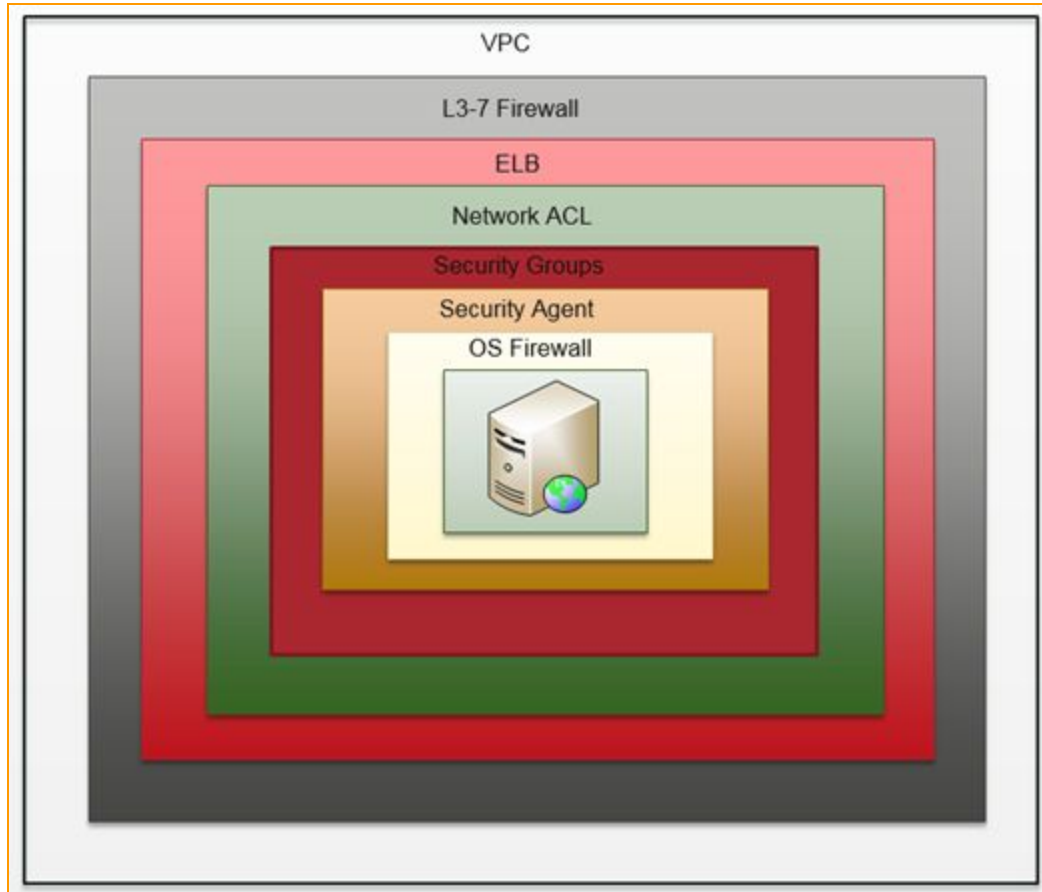 VPC
L3-7 Firewall
ELB
Network ACL
Security Groups
Security Agent
OS Firewall